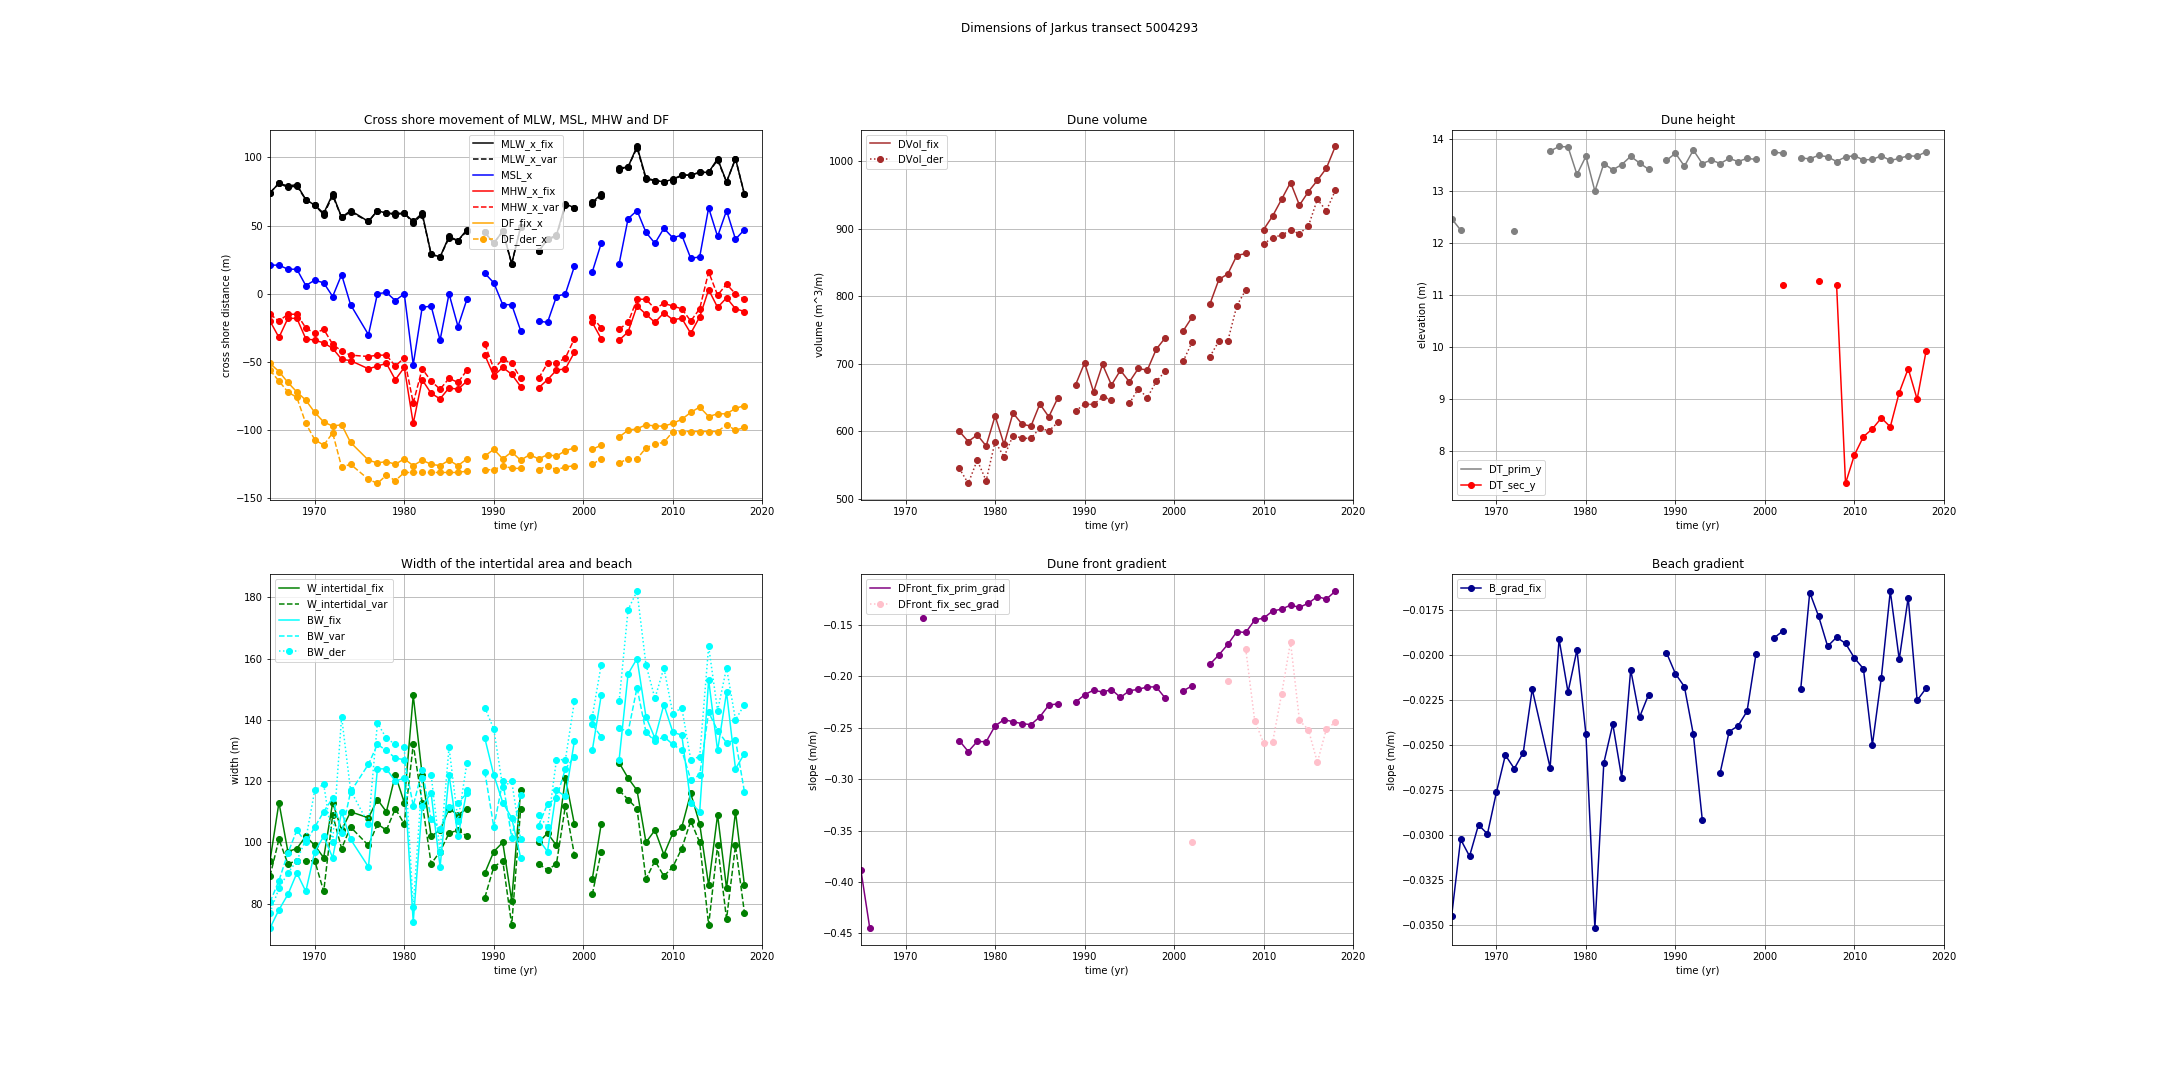 Dimensions of Jarkus transect 5004293
Cross shore movement of MLW, MSL, MHW and DF
cross shore distance (m)
100
50
0
−50
−100
−150
MLW_x_fix
MLW_x_var
MSL_x
MHW_x_fix
MHW_x_var
DF_fix_x
DF_der_x
1970 1980 1990 2000 2010 2020
time (yr)
Dune volume
volume (m^3/m)
1000
900
800
700
600
500
DVol_fix
DVol_der
1970 1980 1990 2000 2010 2020
time (yr)
Dune height
elevation (m)
14
13
12
11
10
9
8
DT_prim_y
DT_sec_y
1970 1980 1990 2000 2010 2020
time (yr)
Width of the intertidal area and beach
width (m)
180
160
140
120
100
80
W_intertidal_fix
W_intertidal_var
BW_fix
BW_var
BW_der
1970 1980 1990 2000 2010 2020
time (yr)
Dune front gradient
slope (m/m)
−0.15
−0.20
−0.25
−0.30
−0.35
−0.40
−0.45
DFront_fix_prim_grad
DFront_fix_sec_grad
1970 1980 1990 2000 2010 2020
time (yr)
Beach gradient
slope (m/m)
−0.0175
−0.0200
−0.0225
−0.0250
−0.0275
−0.0300
−0.0325
−0.0350
B_grad_fix
1970 1980 1990 2000 2010 2020
time (yr)